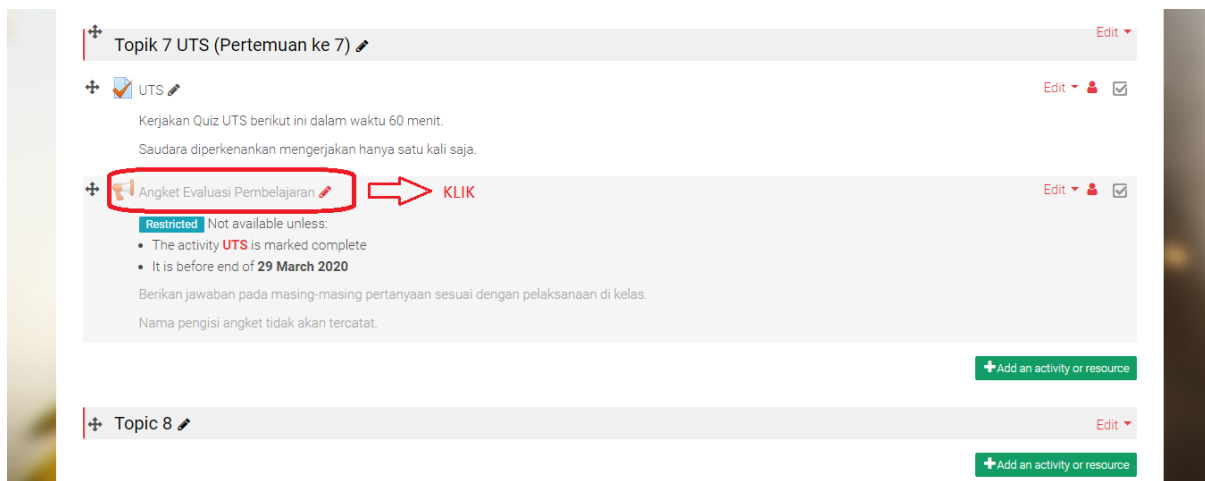 Topik 7 UTS (Pertemuan ke 7)
Edit
UTS
Edit
Kerjakan Quiz UTS berikut ini dalam waktu 60 menit.
Saudara diperkenankan mengerjakan hanya satu kali saja.
Angket Evaluasi Pembelajaran
KLIK
Edit
Restricted Not available unless:
• The activity UTS is marked complete
• It is before end of 29 March 2020
Berikan jawaban pada masing-masing pertanyaan sesuai dengan pelaksanaan di kelas.
Nama pengisi angket tidak akan tercatat.
+Add an activity or resource
Topic 8
Edit
+Add an activity or resource